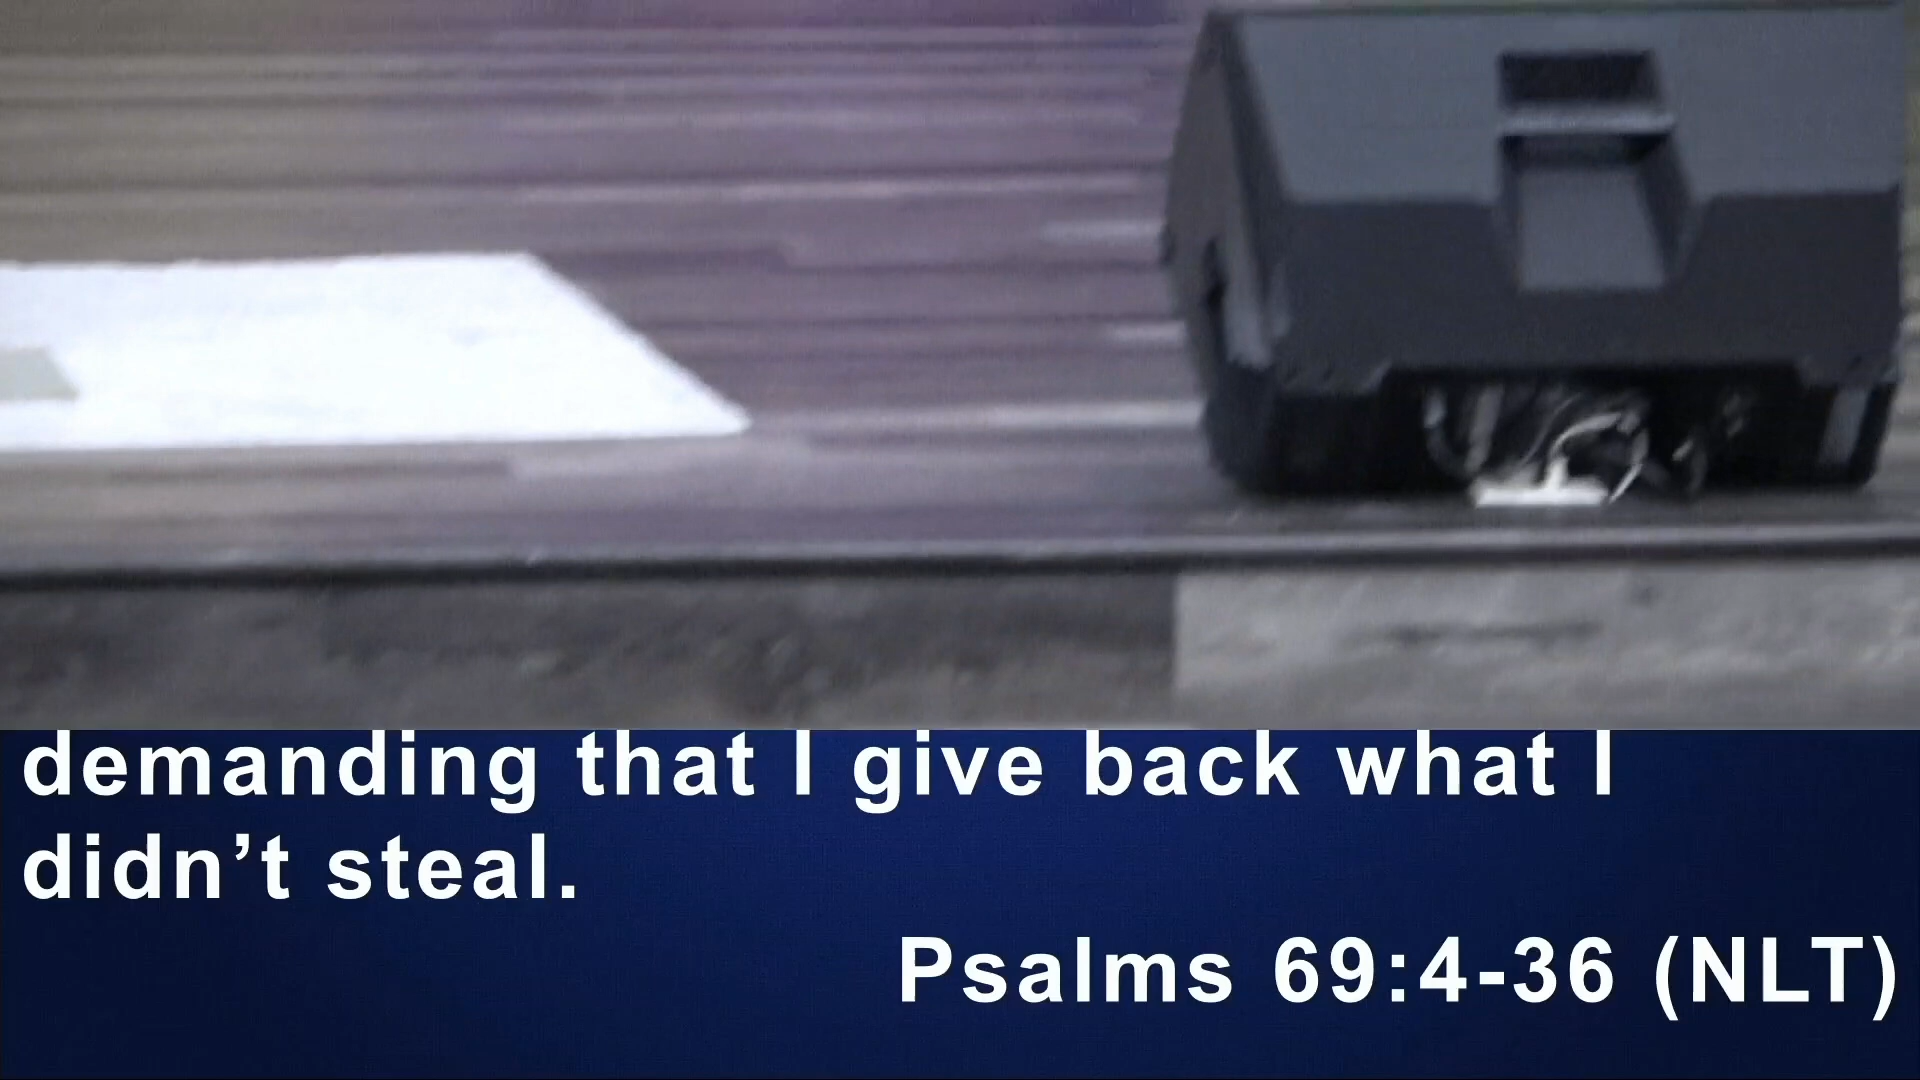 demanding that I give back what I
didn’t steal.
Psalms 69:4-36 (NLT)